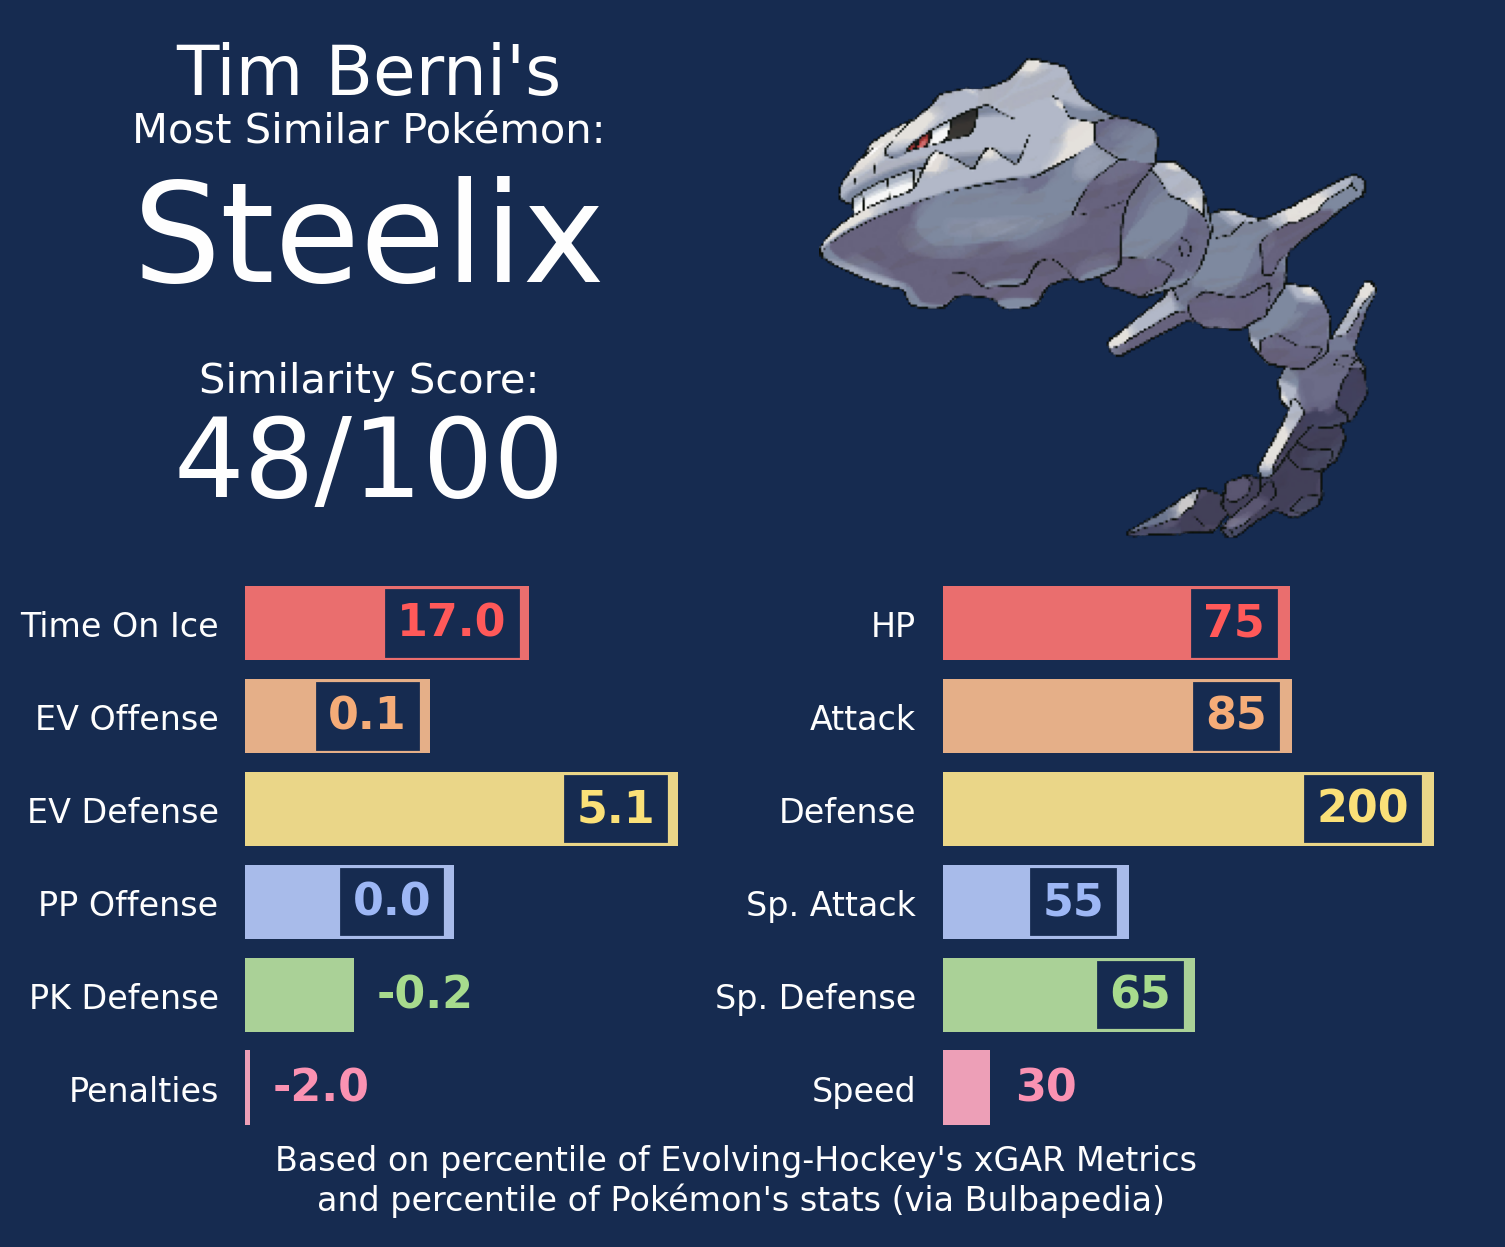 Tim Berni's
Most Similar Pokémon:
Steelix
Similarity Score:
48/100
Time On Ice 17.0
EV Offense 0.1
EV Defense 5.1
PP Offense 0.0
PK Defense -0.2
Penalties -2.0
HP 75
Attack 85
Defense 200
Sp. Attack 55
Sp. Defense 65
Speed 30
Based on percentile of Evolving-Hockey's xGAR Metrics
and percentile of Pokémon's stats (via Bulbapedia)